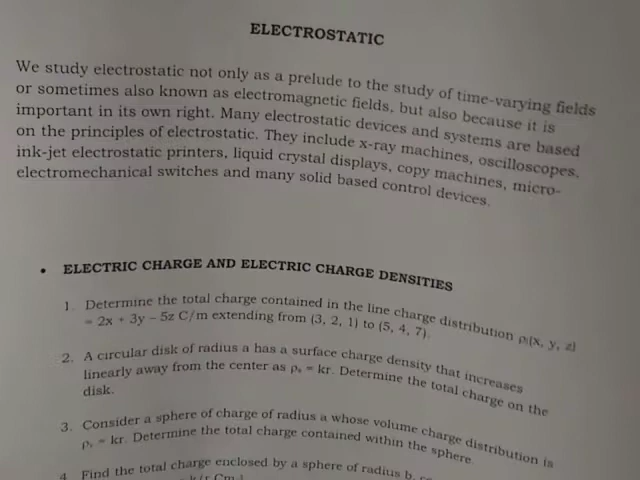 ELECTROSTATIC
We study electrostatic not only as a prelude to the study of time-varying fields
or sometimes also known as electromagnetic fields, but also because it is
important in its own right. Many electrostatic devices and systems are based
on the principles of electrostatic. They include x-ray machines, oscilloscopes,
ink-jet electrostatic printers, liquid crystal displays, copy machines, micro-
electromechanical switches and many solid based control devices.
• ELECTRIC CHARGE AND ELECTRIC CHARGE DENSITIES
1. Determine the total charge contained in the line charge distribution ρₗ(x, y, z)
= 2x + 3y – 5z C/m extending from (3, 2, 1) to (5, 4, 7).
2. A circular disk of radius a has a surface charge density that increases
linearly away from the center as ρₛ = kr. Determine the total charge on the
disk.
3. Consider a sphere of charge of radius a whose volume charge distribution is
ρᵥ = kr. Determine the total charge contained within the sphere.
4. Find the total charge enclosed by a sphere of radius b,